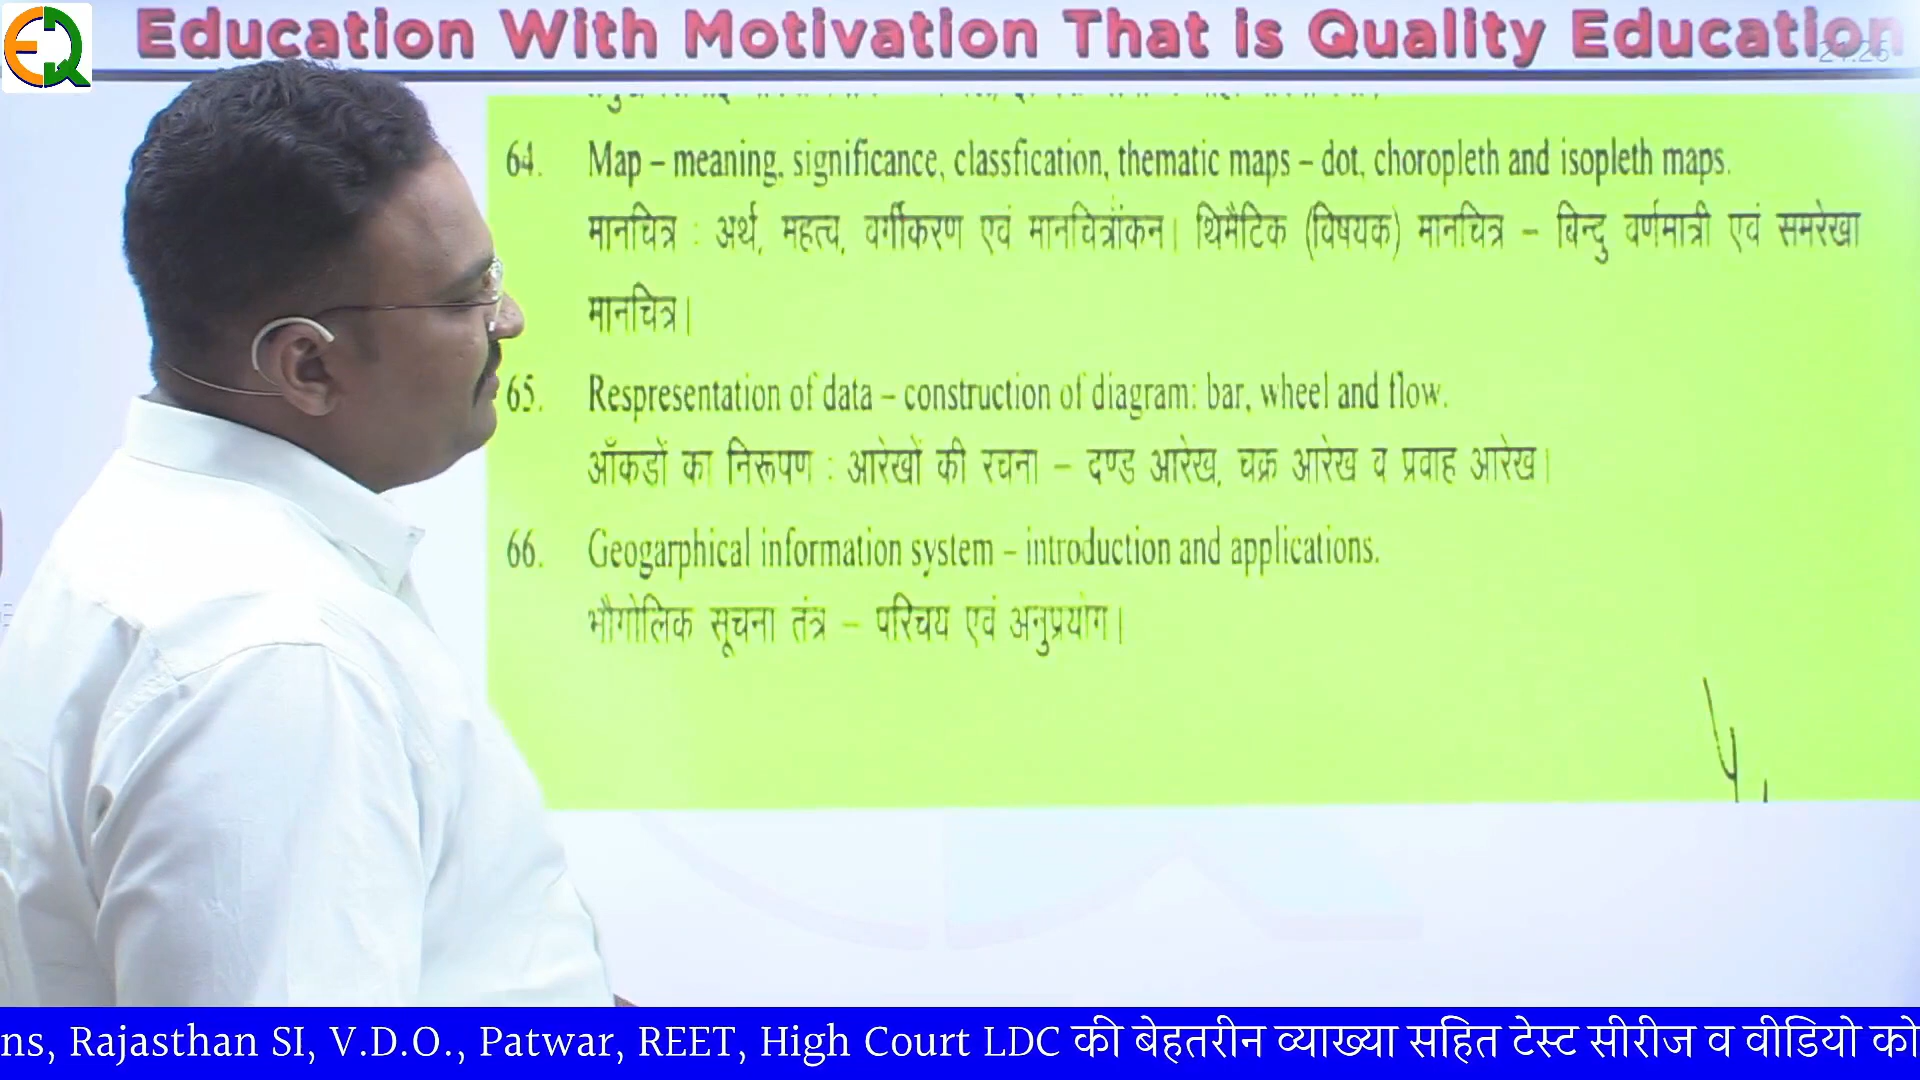 EQ
Education With Motivation That is Quality Education
21:26
64. Map – meaning, significance, classfication, thematic maps – dot, choropleth and isopleth maps.
मानचित्र : अर्थ, महत्व, वर्गीकरण एवं मानचित्रांकन। थिमैटिक (विषयक) मानचित्र – बिन्दु वर्णमात्री एवं समरेखा
मानचित्र।
65. Respresentation of data – construction of diagram: bar, wheel and flow.
आँकडों का निरूपण : आरेखों की रचना – दण्ड आरेख, चक्र आरेख व प्रवाह आरेख।
66. Geogarphical information system – introduction and applications.
भौगोलिक सूचना तंत्र – परिचय एवं अनुप्रयोग।
ns, Rajasthan SI, V.D.O., Patwar, REET, High Court LDC की बेहतरीन व्याख्या सहित टेस्ट सीरीज व वीडियो को